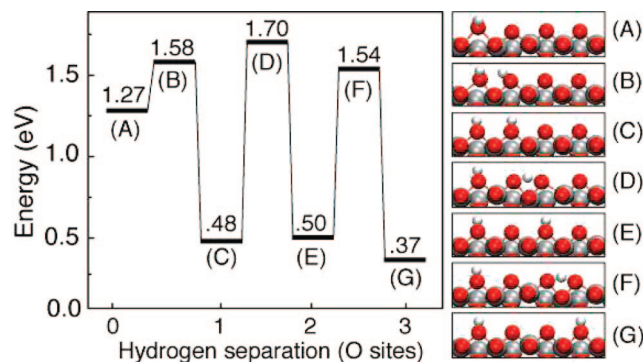 1.5
1.0
0.5
0.0
Energy (eV)
1.27
(A)
1.58
(B)
.48
(C)
1.70
(D)
.50
(E)
1.54
(F)
.37
(G)
0
1
2
3
Hydrogen separation (O sites)
(A)
(B)
(C)
(D)
(E)
(F)
(G)